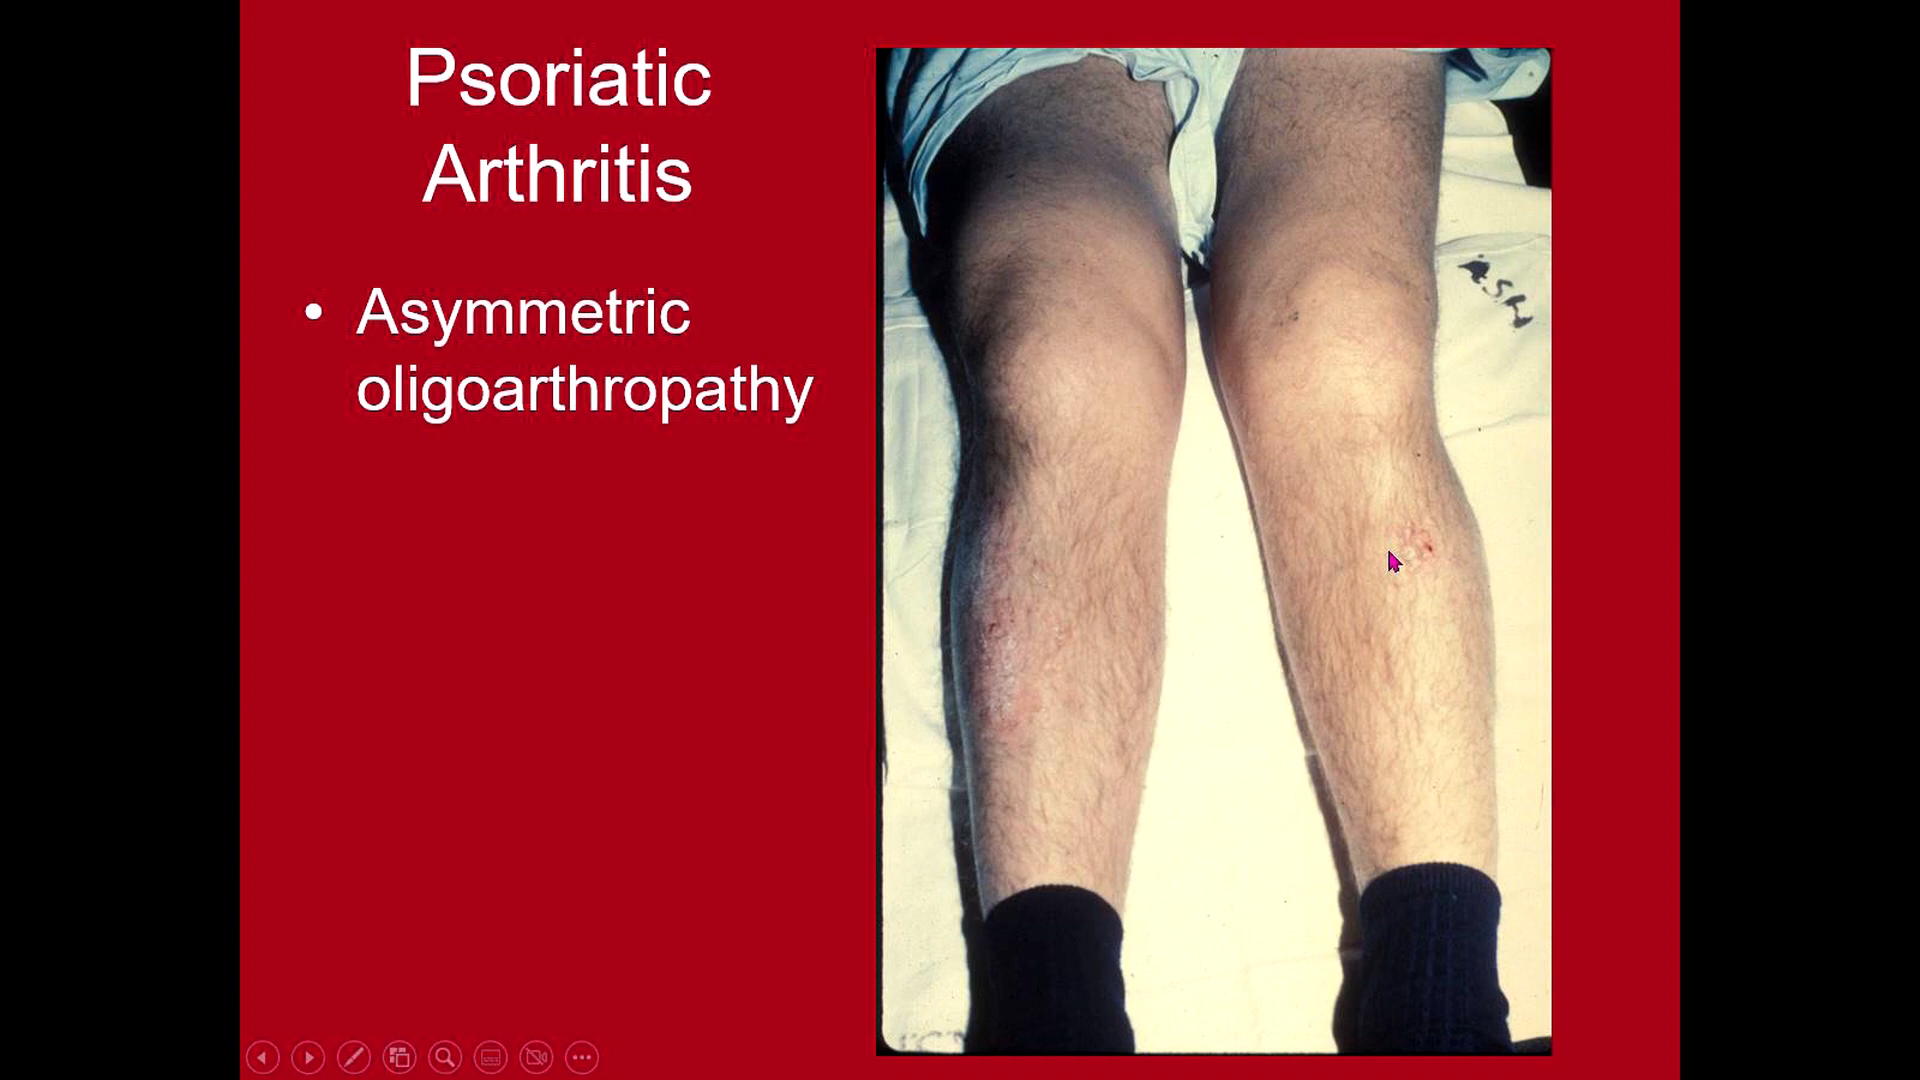 Psoriatic
Arthritis
• Asymmetric
oligoarthropathy